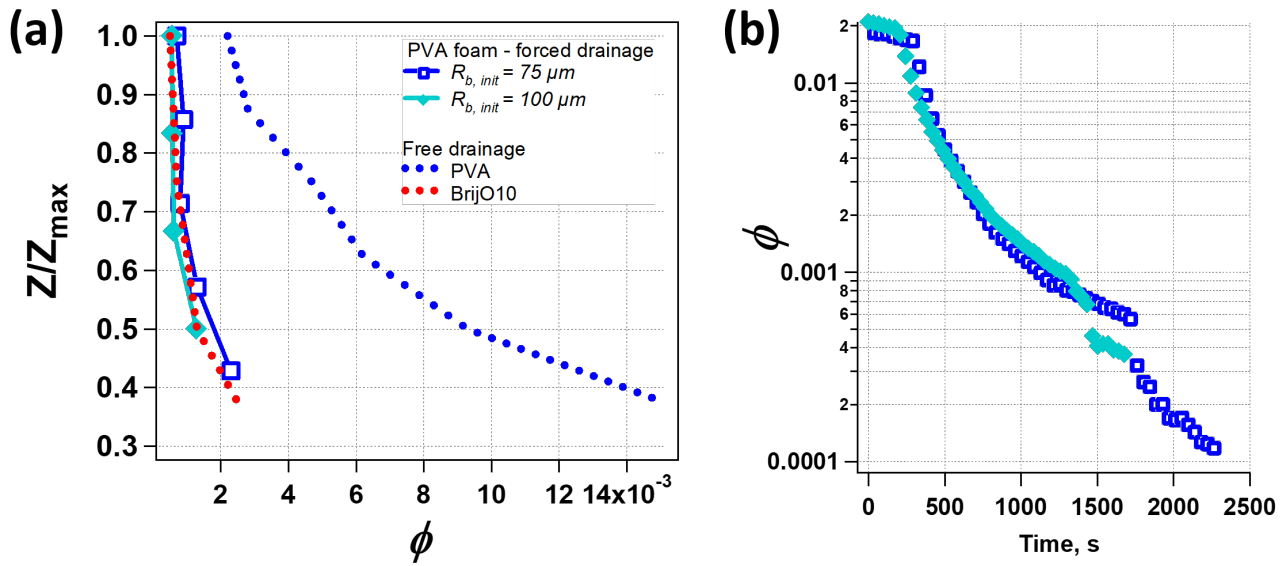 (a)
1.0
0.9
0.8
0.7
0.6
0.5
0.4
0.3
Z/Zmax
PVA foam - forced drainage
R b, init = 75 µm
R b, init = 100 µm
Free drainage
PVA
BrijO10
2 4 6 8 10 12 14x10⁻³
ϕ
(b)
2
0.01
8
6
4
2
0.001
8
6
4
2
0.0001
ϕ
0 500 1000 1500 2000 2500
Time, s